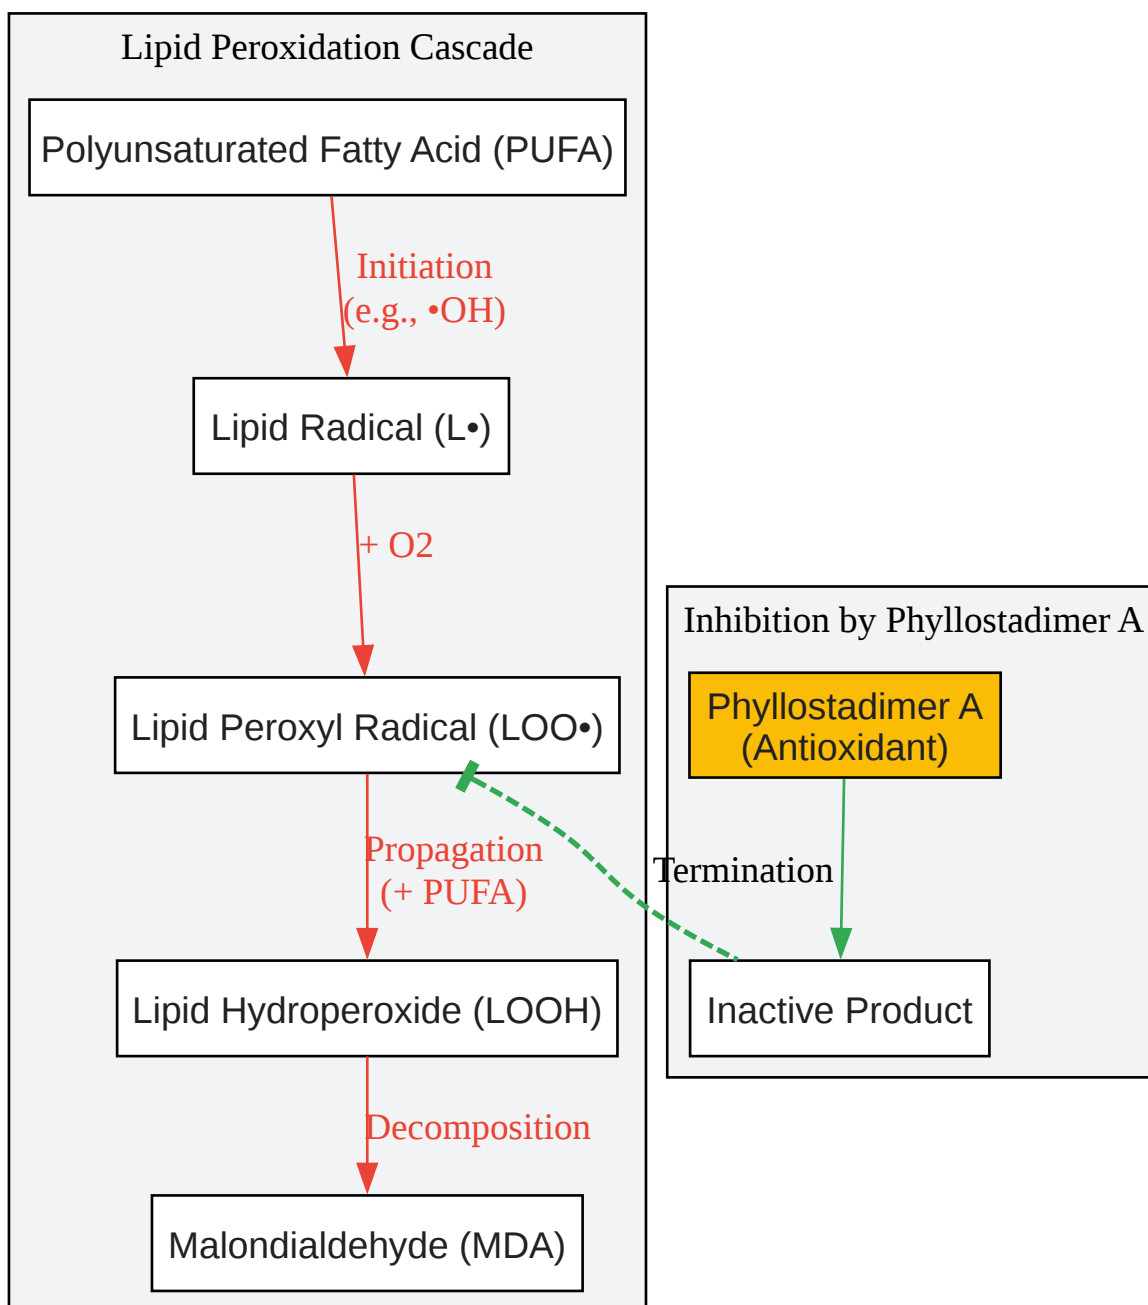 Lipid Peroxidation Cascade
Polyunsaturated Fatty Acid (PUFA)
Initiation
(e.g., •OH)
Lipid Radical (L•)
+ O2
Lipid Peroxyl Radical (LOO•)
Propagation
(+ PUFA)
Lipid Hydroperoxide (LOOH)
Decomposition
Malondialdehyde (MDA)
Inhibition by Phyllostadimer A
Phyllostadimer A
(Antioxidant)
Termination
Inactive Product